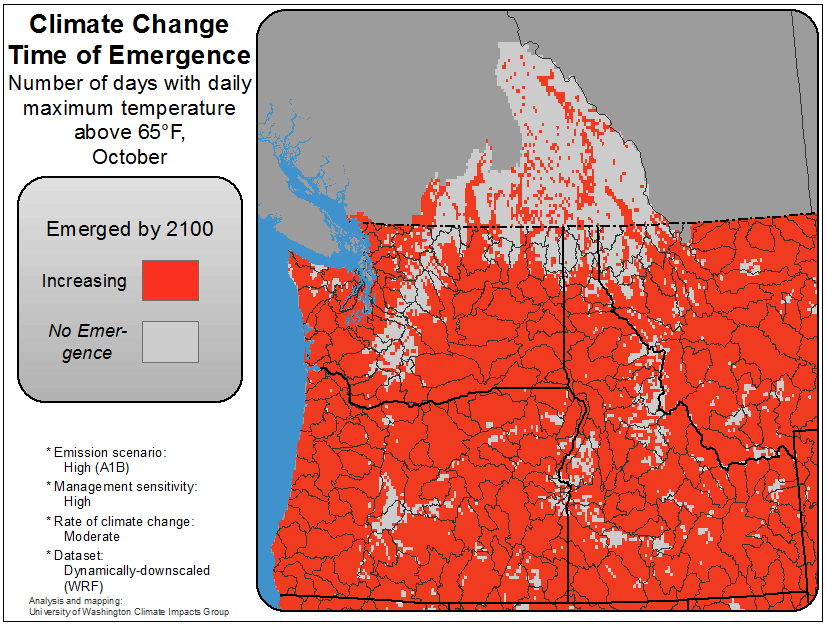 Climate Change
Time of Emergence
Number of days with daily
maximum temperature
above 65°F,
October
Emerged by 2100
Increasing
No Emer-
gence
* Emission scenario:
High (A1B)
* Management sensitivity:
High
* Rate of climate change:
Moderate
* Dataset:
Dynamically-downscaled
(WRF)
Analysis and mapping:
University of Washington Climate Impacts Group